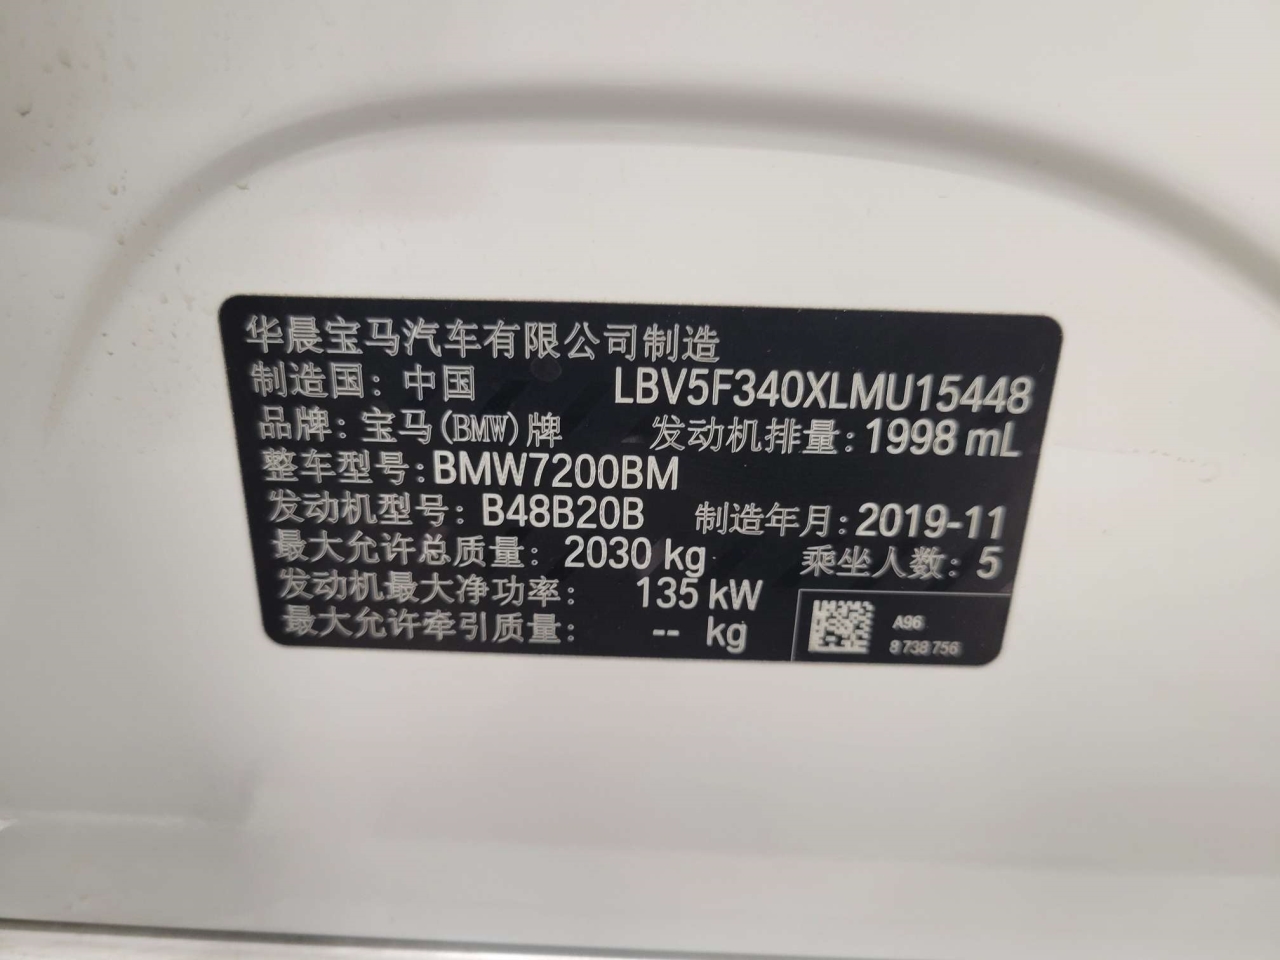 华晨宝马汽车有限公司制造
制造国: 中国 LBV5F340XLMU15448
品牌: 宝马(BMW)牌 发动机排量: 1998 mL
整车型号: BMW7200BM
发动机型号: B48B20B 制造年月: 2019-11
最大允许总质量: 2030 kg 乘坐人数: 5
发动机最大净功率: 135 kW
最大允许牵引质量: -- kg
A96
8 738 756